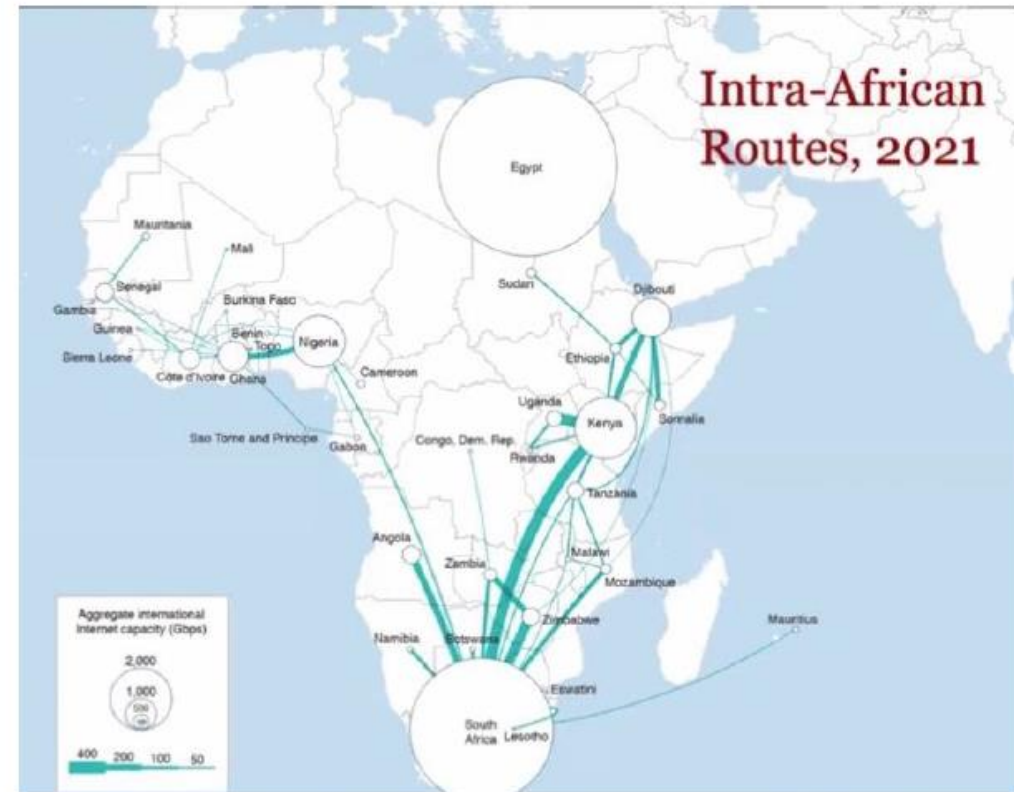 Intra-African
Routes, 2021
Egypt
Mauritania
Mali
Sudan
Senegal
Djibouti
Gambia
Burkina Faso
Guinea
Benin
Togo
Nigeria
Sierra Leone
Ethiopia
Côte d'Ivoire
Ghana
Cameroon
Uganda
Kenya
Somalia
Sao Tome and Principe
Gabon
Congo, Dem. Rep.
Rwanda
Tanzania
Angola
Malawi
Zambia
Mozambique
Zimbabwe
Mauritius
Namibia
Botswana
Eswatini
South
Africa
Lesotho
Aggregate international
Internet capacity (Gbps)
2,000
1,000
500
400 200 100 50